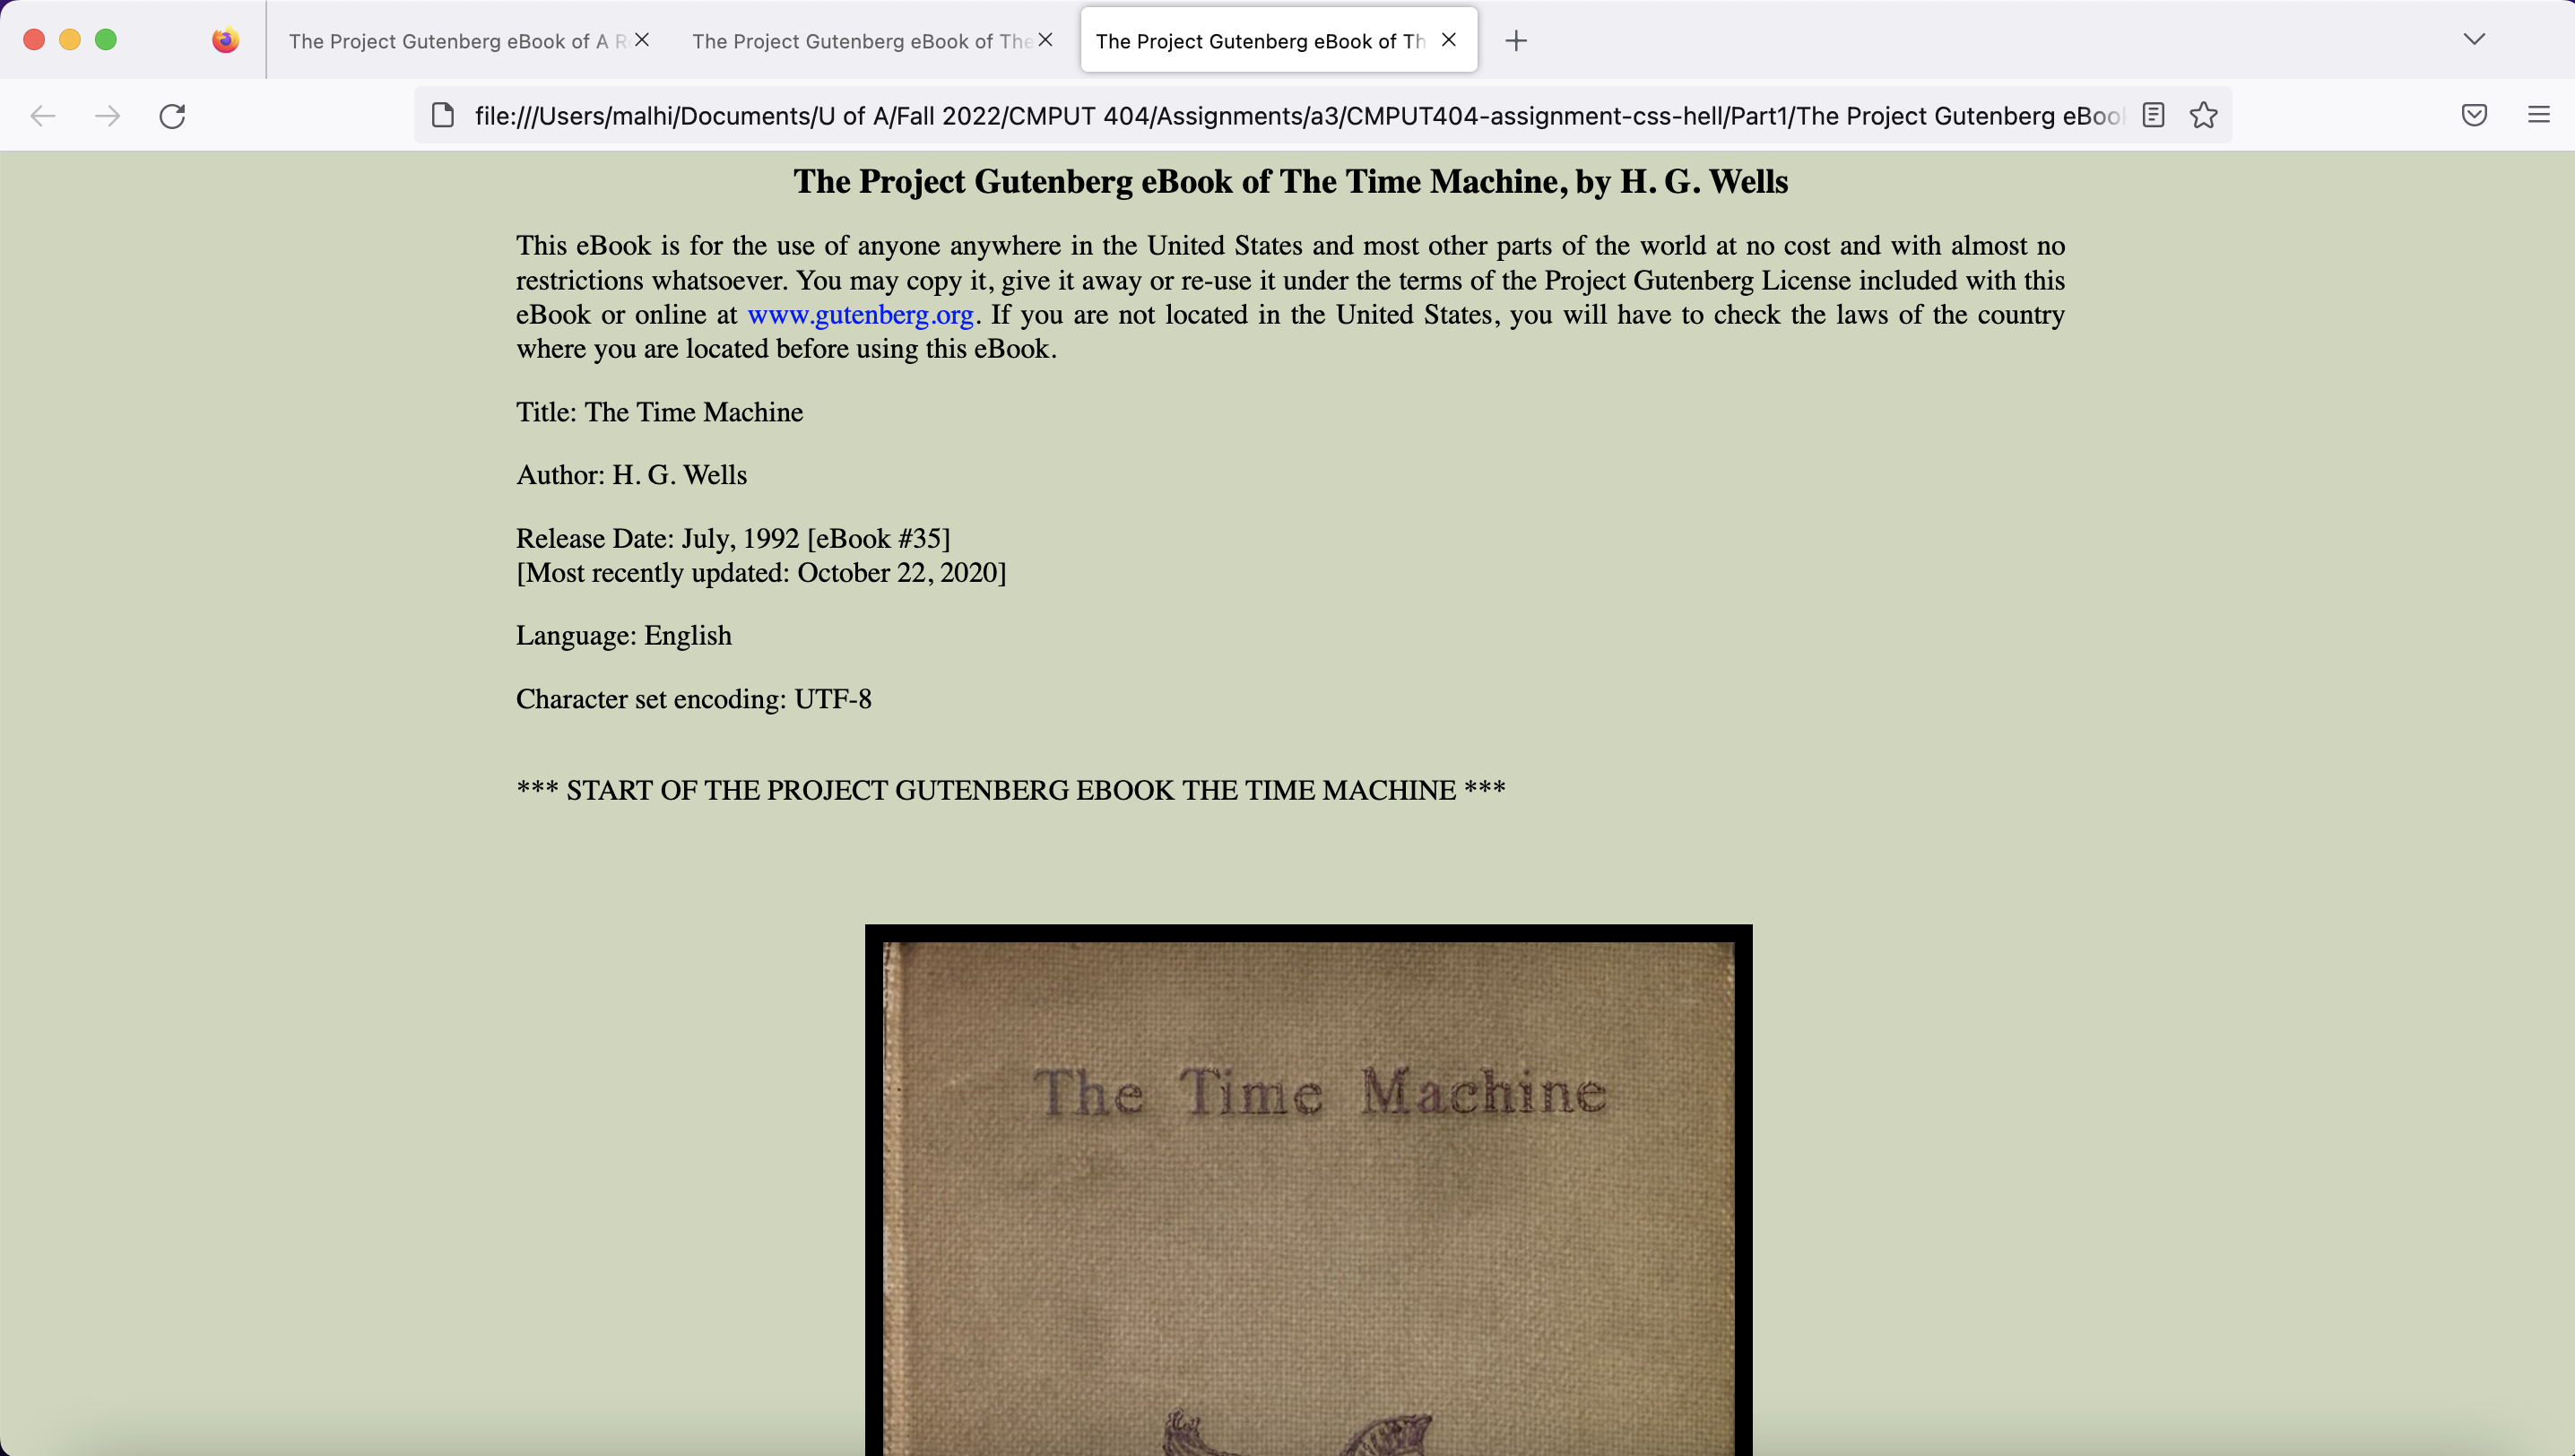 The Project Gutenberg eBook of A R
The Project Gutenberg eBook of The
The Project Gutenberg eBook of Th
file:///Users/malhi/Documents/U of A/Fall 2022/CMPUT 404/Assignments/a3/CMPUT404-assignment-css-hell/Part1/The Project Gutenberg eBoo
The Project Gutenberg eBook of The Time Machine, by H. G. Wells
This eBook is for the use of anyone anywhere in the United States and most other parts of the world at no cost and with almost no
restrictions whatsoever. You may copy it, give it away or re-use it under the terms of the Project Gutenberg License included with this
eBook or online at www.gutenberg.org. If you are not located in the United States, you will have to check the laws of the country
where you are located before using this eBook.
Title: The Time Machine
Author: H. G. Wells
Release Date: July, 1992 [eBook #35]
[Most recently updated: October 22, 2020]
Language: English
Character set encoding: UTF-8
*** START OF THE PROJECT GUTENBERG EBOOK THE TIME MACHINE ***
The Time Machine